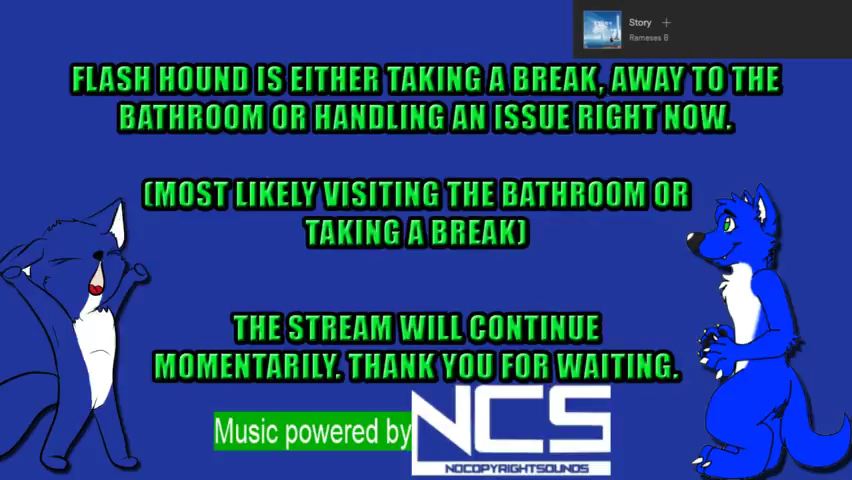 Story +
Rameses B
FLASH HOUND IS EITHER TAKING A BREAK, AWAY TO THE
BATHROOM OR HANDLING AN ISSUE RIGHT NOW.
(MOST LIKELY VISITING THE BATHROOM OR
TAKING A BREAK)
THE STREAM WILL CONTINUE
MOMENTARILY. THANK YOU FOR WAITING.
Music powered by
NCS
NOCOPYRIGHTSOUNDS